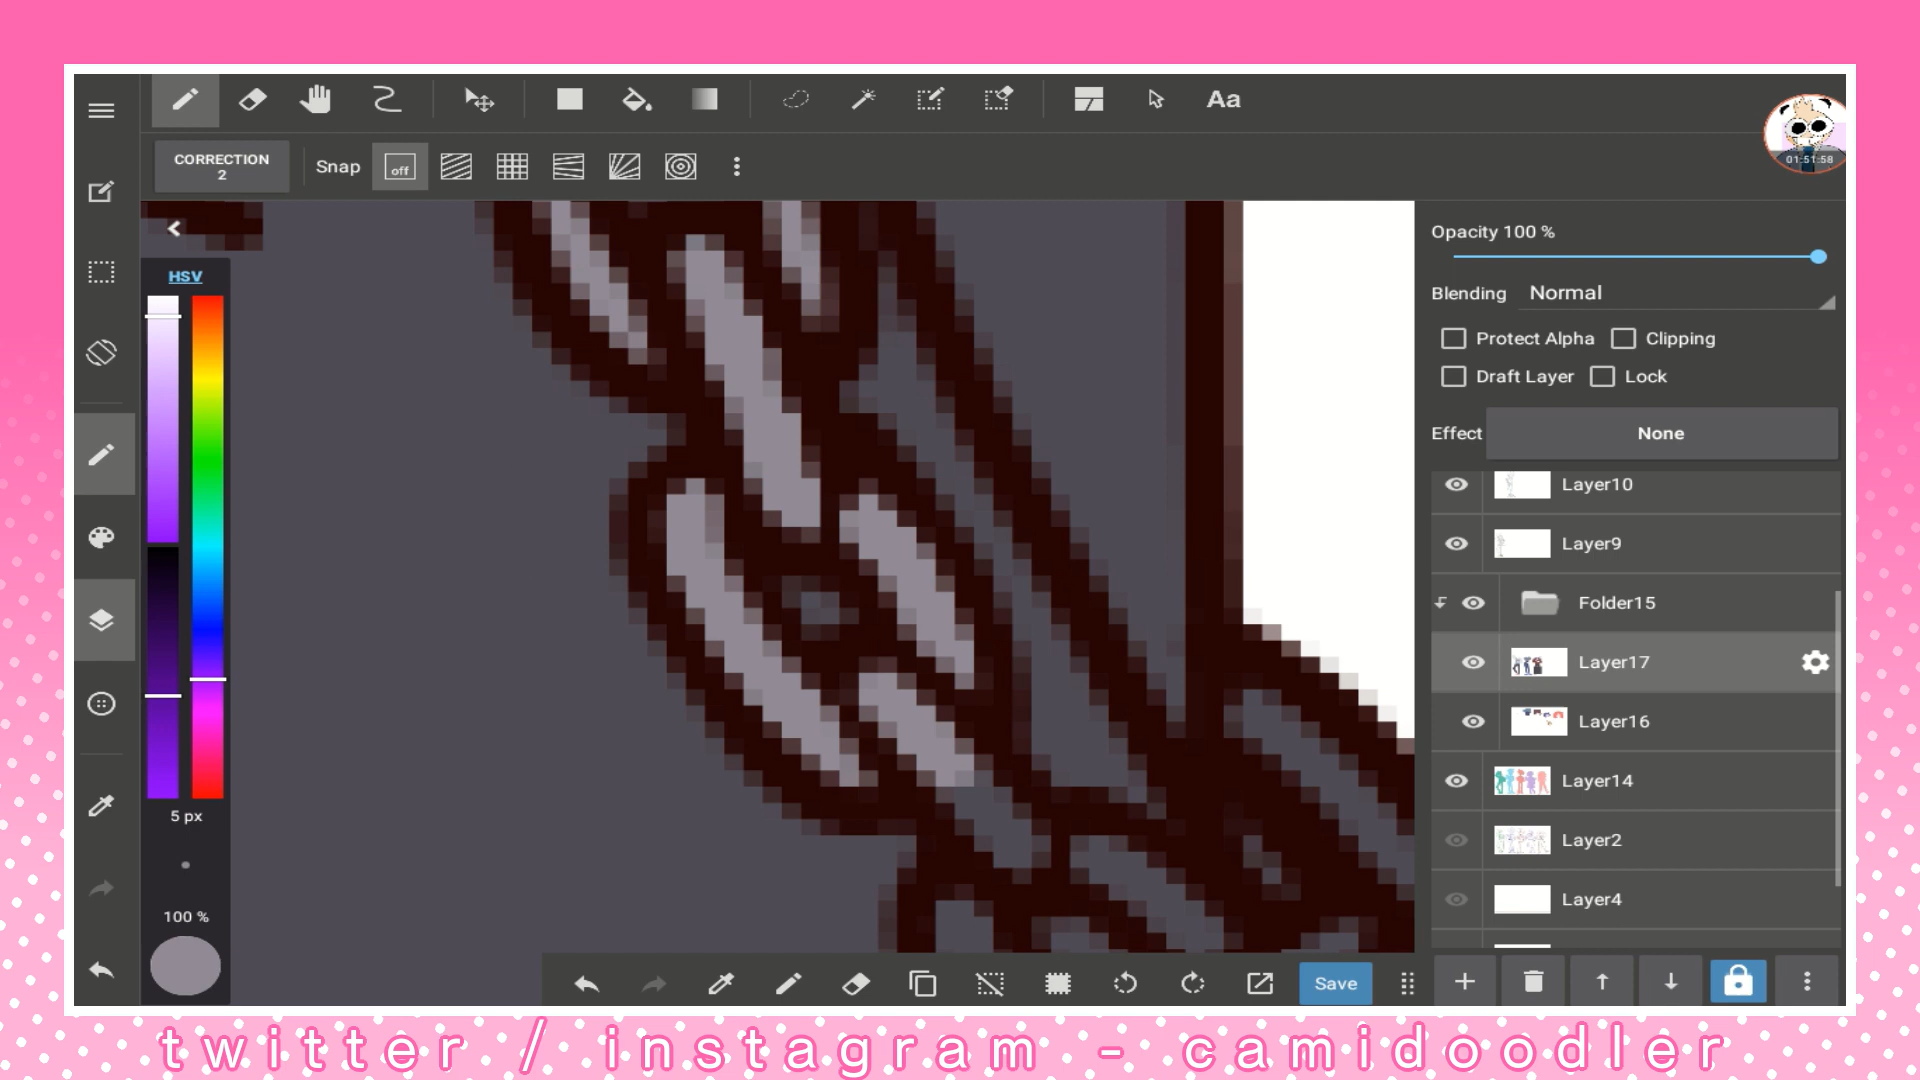 Aa
CORRECTION
2
Snap
off
01:51:58
HSV
5 px
100 %
Opacity 100 %
Blending Normal
Protect Alpha Clipping
Draft Layer Lock
Effect None
Layer10
Layer9
Folder15
Layer17
Layer16
Layer14
Layer2
Layer4
Save
twitter / instagram - camidoodler